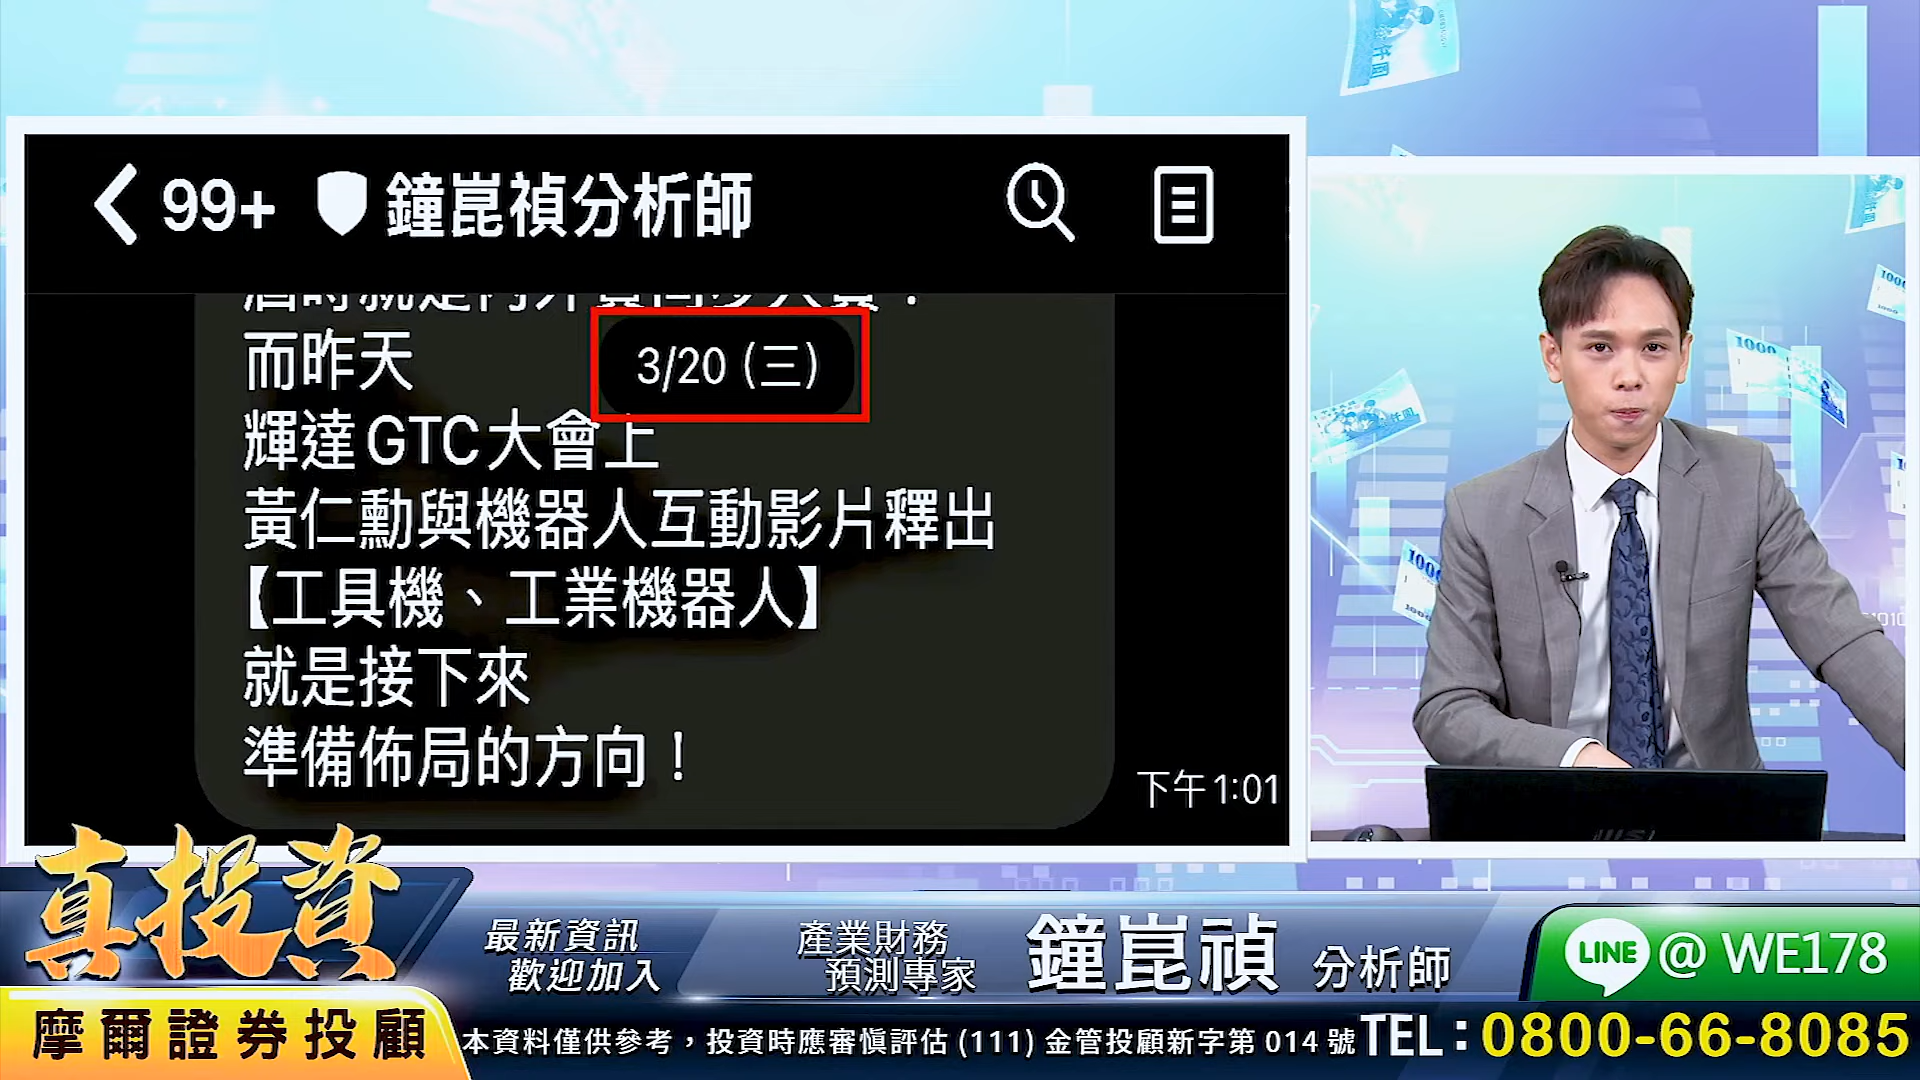 99+ 鐘崑禎分析師
而昨天
3/20 (三)
輝達GTC大會上
黃仁勳與機器人互動影片釋出
【工具機、工業機器人】
就是接下來
準備佈局的方向！
下午1:01
真投資
摩爾證券投顧
最新資訊
歡迎加入
產業財務
預測專家
鐘崑禎 分析師
LINE @ WE178
本資料僅供參考，投資時應審慎評估 (111) 金管投顧新字第 014 號
TEL：0800-66-8085